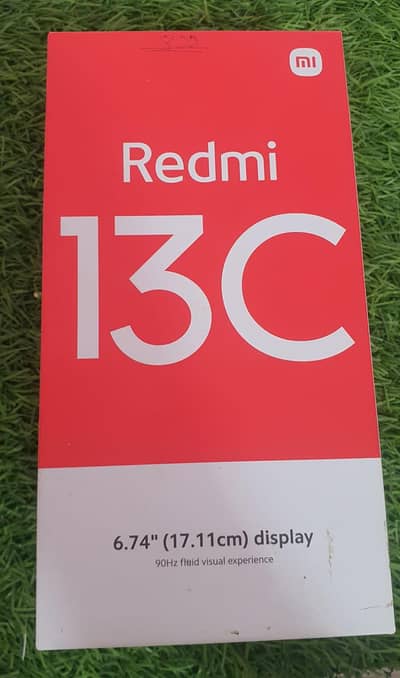 mi
Redmi
13C
6.74" (17.11cm) display
90Hz fluid visual experience